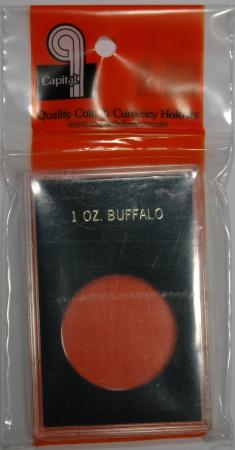 Capital
Quality Coin & Currency Holders
1 OZ. BUFFALO